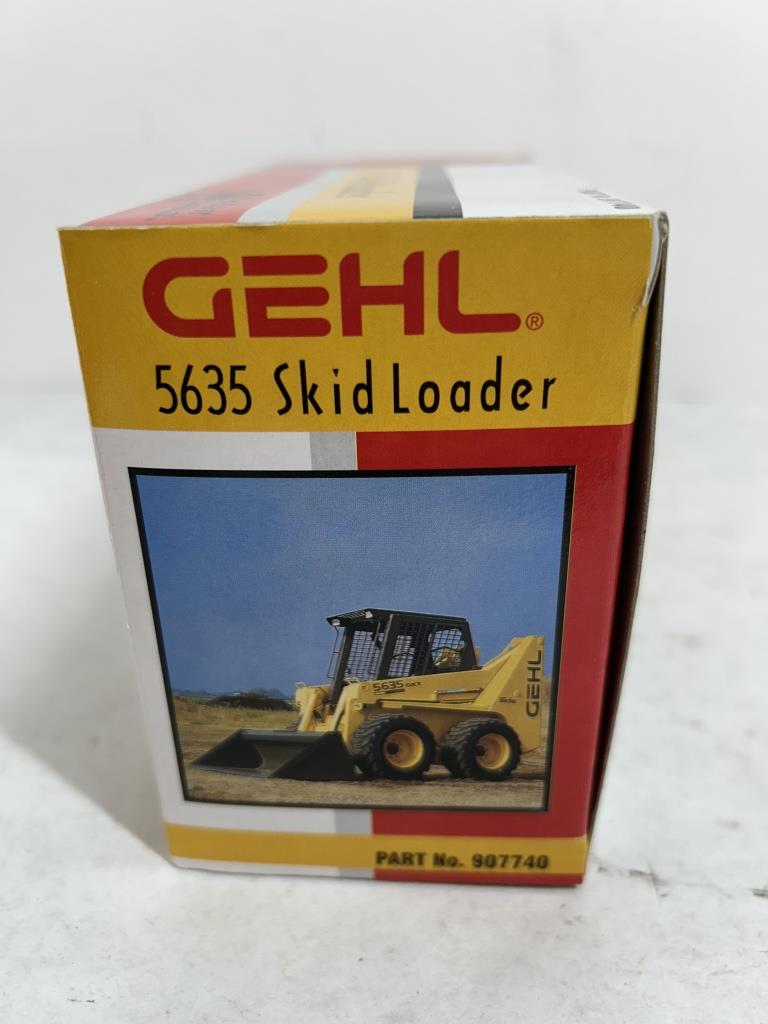 GEHL®
5635 Skid Loader
5635
GEHL
PART No. 907740